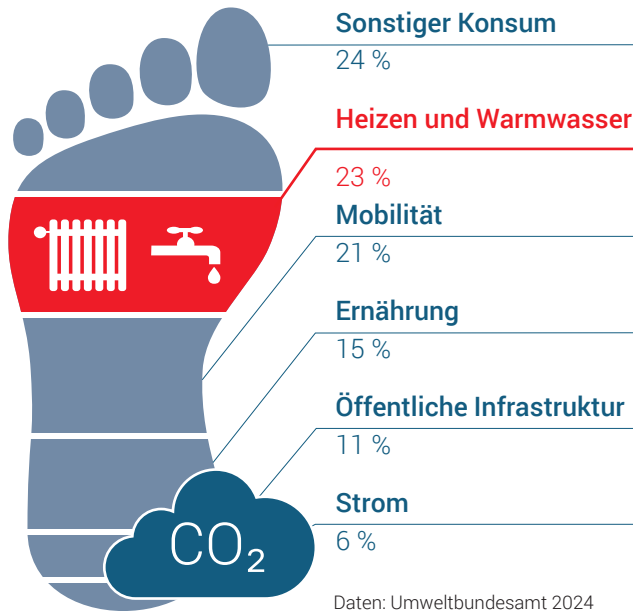 Sonstiger Konsum
24 %
Heizen und Warmwasser
23 %
Mobilität
21 %
Ernährung
15 %
Öffentliche Infrastruktur
11 %
Strom
6 %
CO₂
Daten: Umweltbundesamt 2024